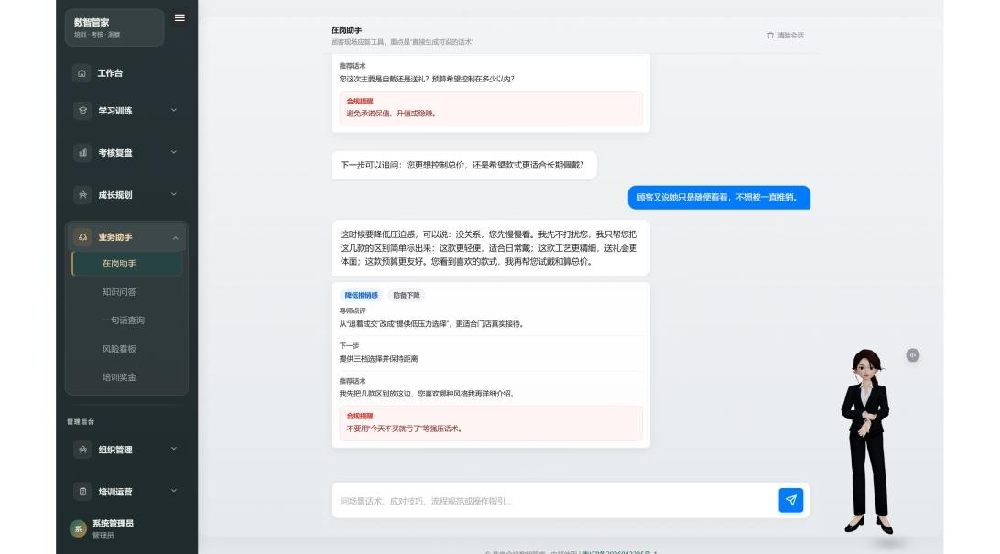 数智管家
培训 · 考核 · 洞察
工作台
学习训练
考核复盘
成长规划
业务助手
在岗助手
知识问答
一句话查询
风险看板
培训奖金
管理后台
组织管理
培训运营
系
系统管理员
管理员
在岗助手
顾客现场应答工具，重点是“直接生成可说的话术”
清除会话
推荐话术
您这次主要是自戴还是送礼？预算希望控制在多少以内？
合规提醒
避免承诺保值、升值或稳赚。
下一步可以追问：您更想控制总价，还是希望款式更适合长期佩戴？
顾客又说她只是随便看看，不想被一直推销。
这时候要降低压迫感，可以说：没关系，您先慢慢看。我先不打扰您，我只帮您把
这几款的区别简单标出来：这款更轻便，适合日常戴；这款工艺更精细，送礼会更
体面；这款预算更友好。您看到喜欢的款式，我再帮您试戴和算总价。
降低推销感
防备下降
导师点评
从“追着成交”改成“提供低压力选择”，更适合门店真实接待。
下一步
提供三档选择并保持距离
推荐话术
我先把几款区别放这边，您喜欢哪种风格我再详细介绍。
合规提醒
不要用“今天不买就亏了”等强压话术。
问场景话术、应对技巧、流程规范或操作指引...